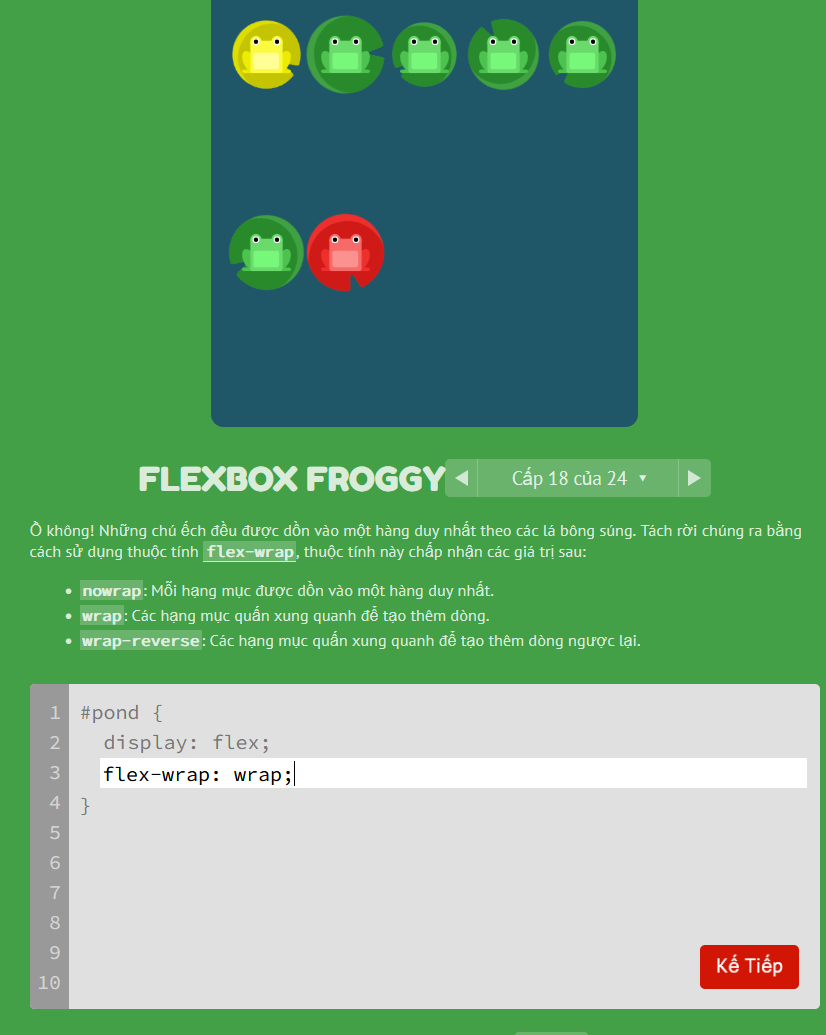 FLEXBOX FROGGY
Cấp 18 của 24 ▼
Ồ không! Những chú ếch đều được dồn vào một hàng duy nhất theo các lá bông súng. Tách rời chúng ra bằng
cách sử dụng thuộc tính flex-wrap, thuộc tính này chấp nhận các giá trị sau:
• nowrap: Mỗi hạng mục được dồn vào một hàng duy nhất.
• wrap: Các hạng mục quấn xung quanh để tạo thêm dòng.
• wrap-reverse: Các hạng mục quấn xung quanh để tạo thêm dòng ngược lại.
1 #pond {
2 display: flex;
3 flex-wrap: wrap;
4 }
5
6
7
8
9
10
Kế Tiếp